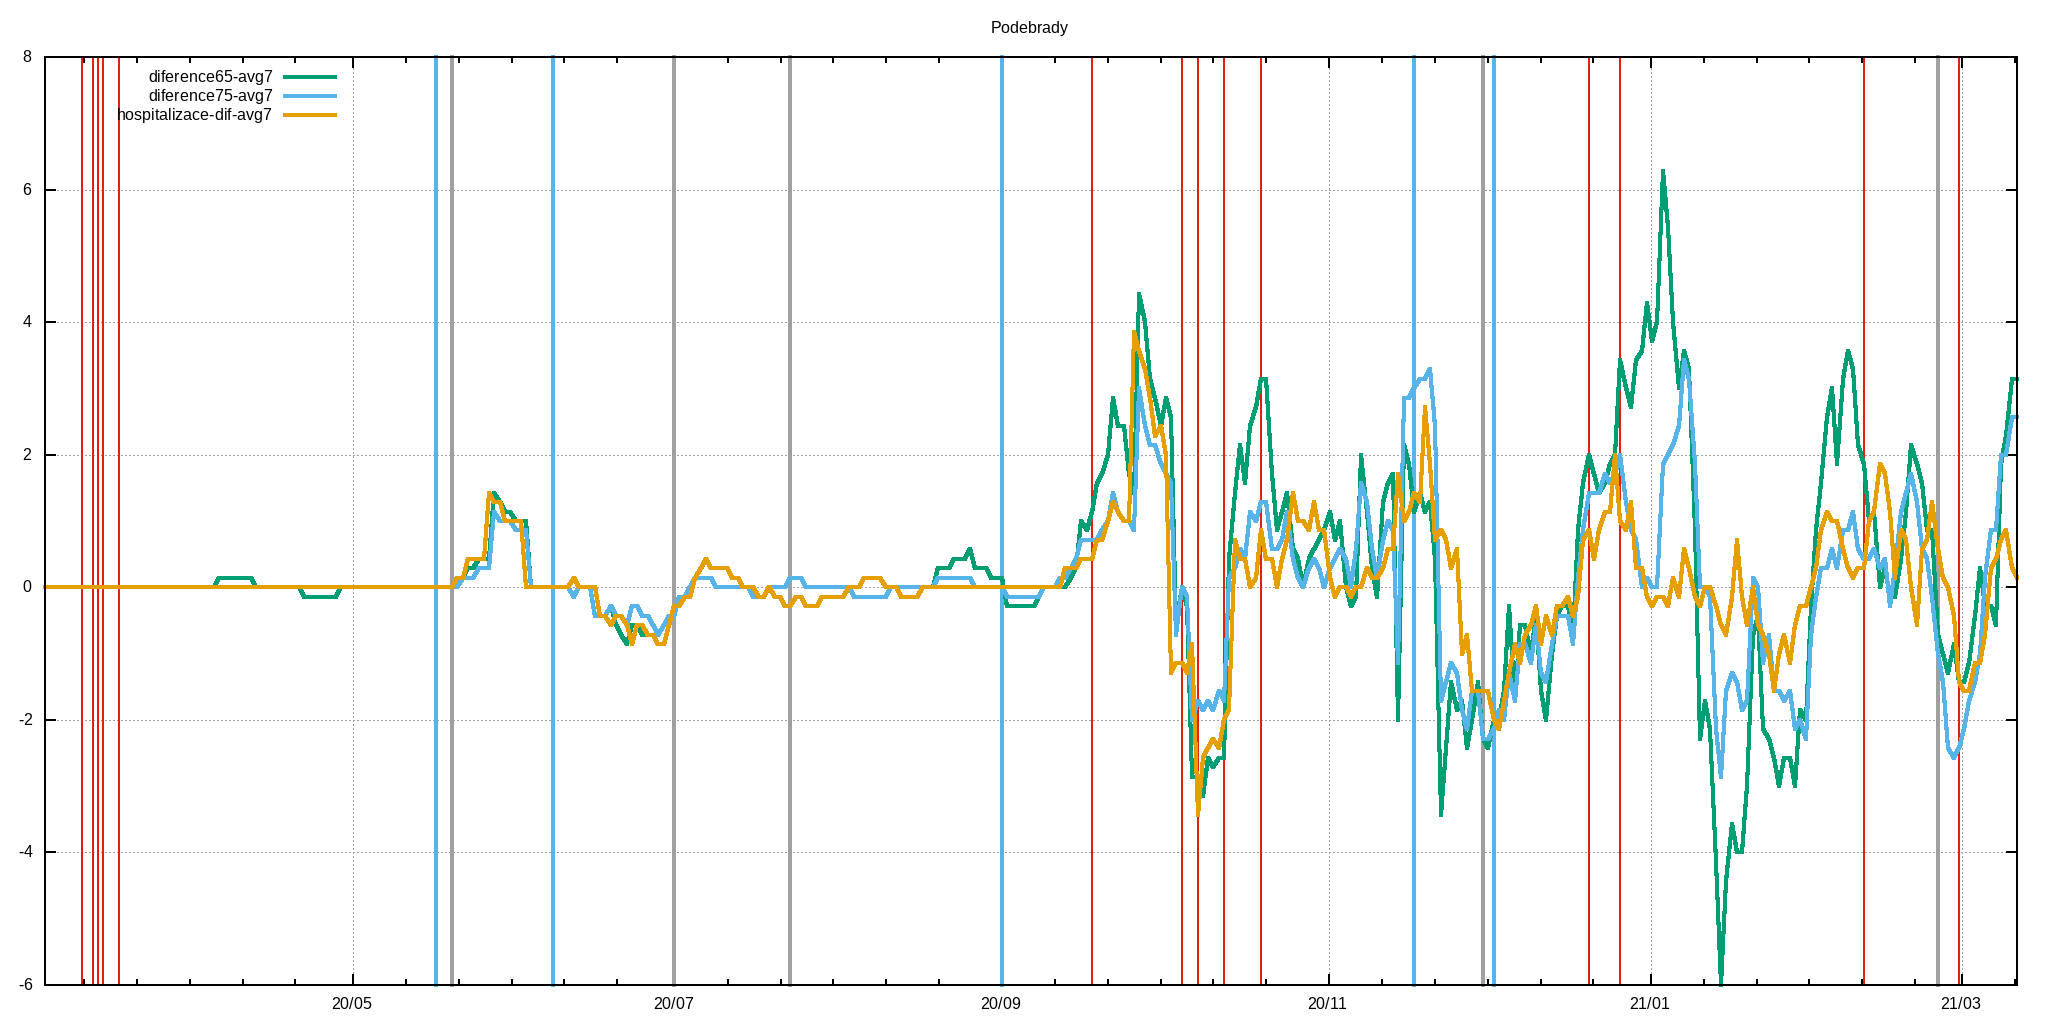 Podebrady
8
diference65-avg7
diference75-avg7
hospitalizace-dif-avg7
6
4
2
0
-2
-4
-6
20/05 20/07 20/09 20/11 21/01 21/03